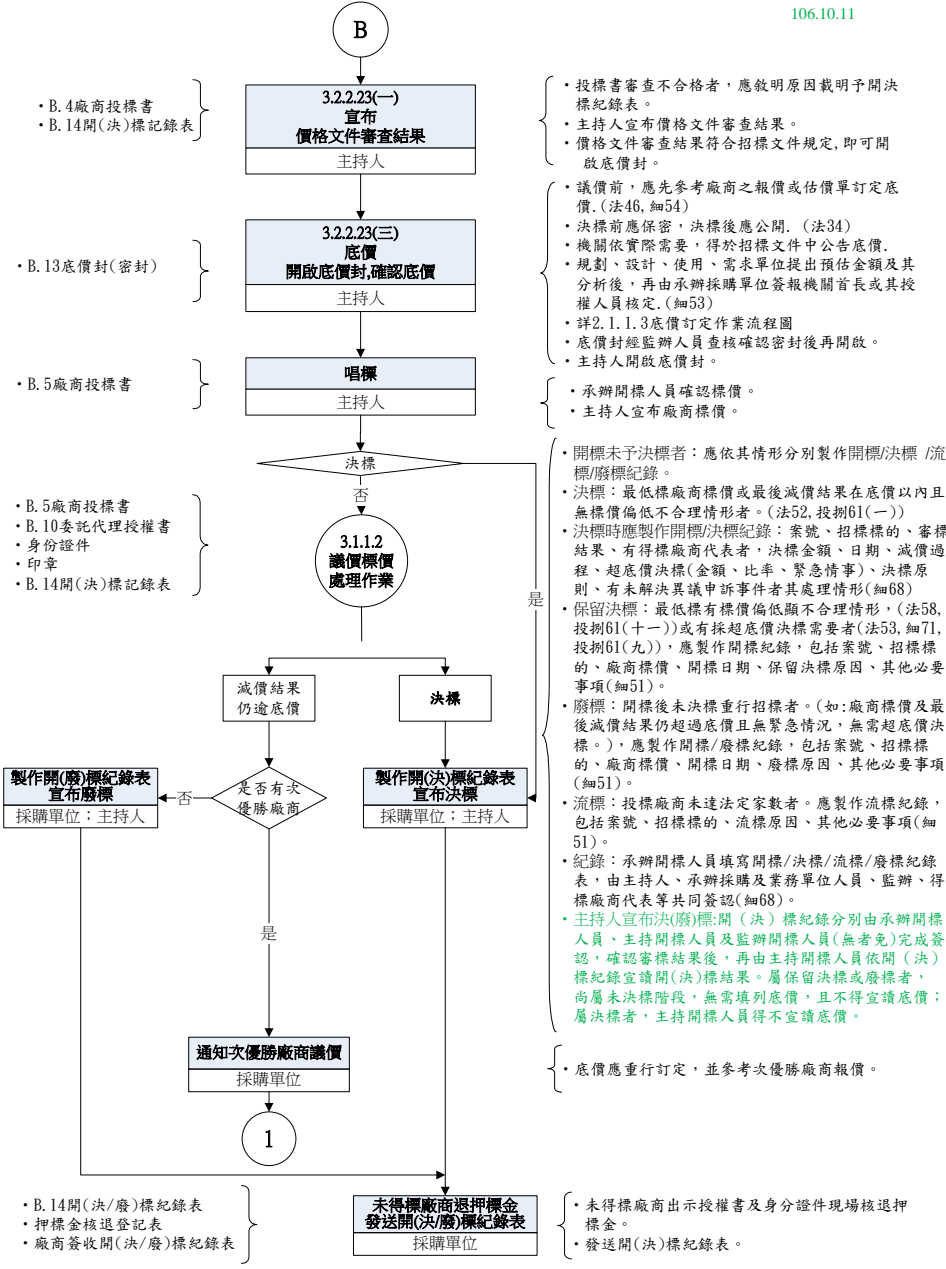 106.10.11
B
・B.4廠商投標書
・B.14開(決)標記錄表
3.2.2.23(一)
宣布
價格文件審查結果
主持人
・投標書審查不合格者，應敘明原因載明予開決
標紀錄表。
・主持人宣布價格文件審查結果。
・價格文件審查結果符合招標文件規定,即可開
啟底價封。
・B.13底價封(密封)
3.2.2.23(三)
底價
開啟底價封,確認底價
主持人
・議價前，應先參考廠商之報價或估價單訂定底
價.(法46,細54)
・決標前應保密，決標後應公開. (法34)
・機關依實際需要，得於招標文件中公告底價.
・規劃、設計、使用、需求單位提出預估金額及其
分析後，再由承辦採購單位簽報機關首長或其授
權人員核定.(細53)
・詳2.1.1.3底價訂定作業流程圖
・底價封經監辦人員查核確認密封後再開啟。
・主持人開啟底價封。
・B.5廠商投標書
唱標
主持人
・承辦開標人員確認標價。
・主持人宣布廠商標價。
決標
否
是
・B.5廠商投標書
・B.10委託代理授權書
・身份證件
・印章
・B.14開(決)標記錄表
3.1.1.2
議價標價
處理作業
減價結果
仍逾底價
決標
製作開(廢)標紀錄表
宣布廢標
採購單位；主持人
否
是否有次
優勝廠商
製作開(決)標紀錄表
宣布決標
採購單位；主持人
是
・開標未予決標者：應依其情形分別製作開標/決標 /流
標/廢標紀錄。
・決標：最低標廠商標價或最後減價結果在底價以內且
無標價偏低不合理情形者。(法52,投捌61(一))
・決標時應製作開標/決標紀錄：案號、招標標的、審標
結果、有得標廠商代表者，決標金額、日期、減價過
程、超底價決標(金額、比率、緊急情事)、決標原
則、有未解決異議申訴事件者其處理情形(細68)
・保留決標：最低標有標價偏低顯不合理情形，(法58,
投捌61(十一))或有採超底價決標需要者(法53,細71,
投捌61(九))，應製作開標紀錄，包括案號、招標標
的、廠商標價、開標日期、保留決標原因、其他必要
事項(細51)。
・廢標：開標後未決標重行招標者。(如:廠商標價及最
後減價結果仍超過底價且無緊急情況，無需超底價決
標。)，應製作開標/廢標紀錄，包括案號、招標標
的、廠商標價、開標日期、廢標原因、其他必要事項
(細51)。
・流標：投標廠商未達法定家數者。應製作流標紀錄，
包括案號、招標標的、流標原因、其他必要事項(細
51)。
・紀錄：承辦開標人員填寫開標/決標/流標/廢標紀錄
表，由主持人、承辦採購及業務單位人員、監辦、得
標廠商代表等共同簽認(細68)。
・主持人宣布決(廢)標:開（決）標紀錄分別由承辦開標
人員、主持開標人員及監辦開標人員(無者免)完成簽
認，確認審標結果後，再由主持開標人員依開（決）
標紀錄宣讀開(決)標結果。屬保留決標或廢標者，
尚屬未決標階段，無需填列底價，且不得宣讀底價；
屬決標者，主持開標人員得不宣讀底價。
通知次優勝廠商議價
採購單位
・底價應重行訂定，並參考次優勝廠商報價。
1
・B.14開(決/廢)標紀錄表
・押標金核退登記表
・廠商簽收開(決/廢)標紀錄表
未得標廠商退押標金
發送開(決/廢)標紀錄表
採購單位
・未得標廠商出示授權書及身分證件現場核退押
標金。
・發送開(決)標紀錄表。